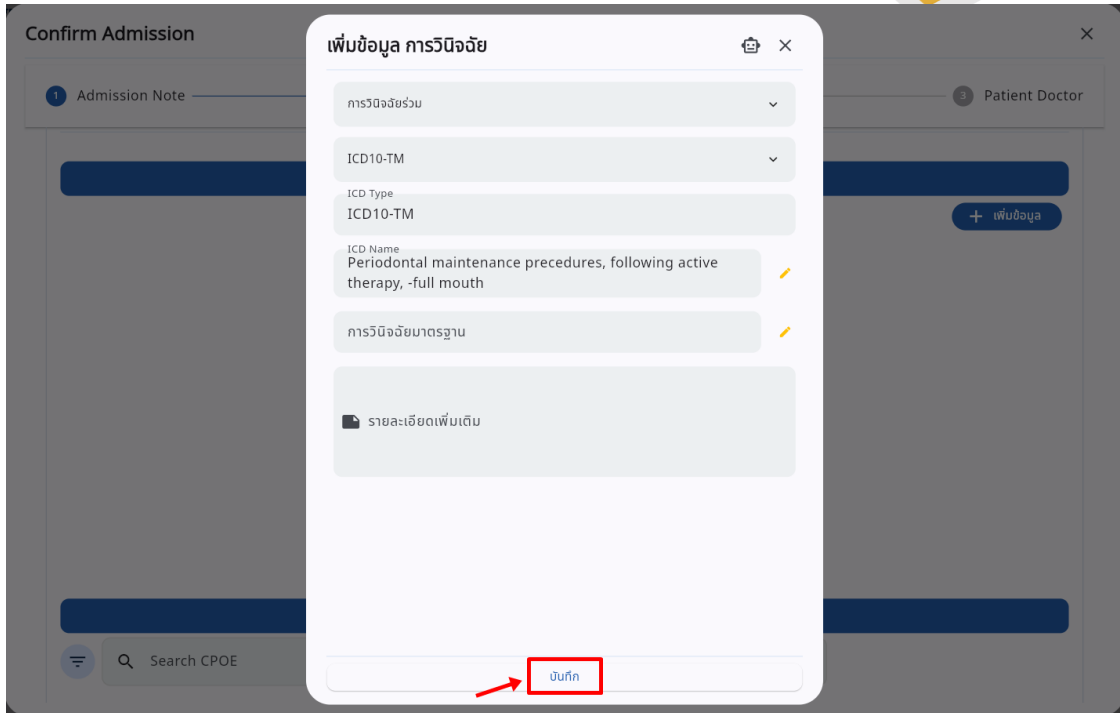 Confirm Admission
1 Admission Note
3 Patient Doctor
เพิ่มข้อมูล
Search CPOE
เพิ่มข้อมูล การวินิจฉัย
การวินิจฉัยร่วม
ICD10-TM
ICD Type
ICD10-TM
ICD Name
Periodontal maintenance precedures, following active
therapy, -full mouth
การวินิจฉัยมาตรฐาน
รายละเอียดเพิ่มเติม
บันทึก